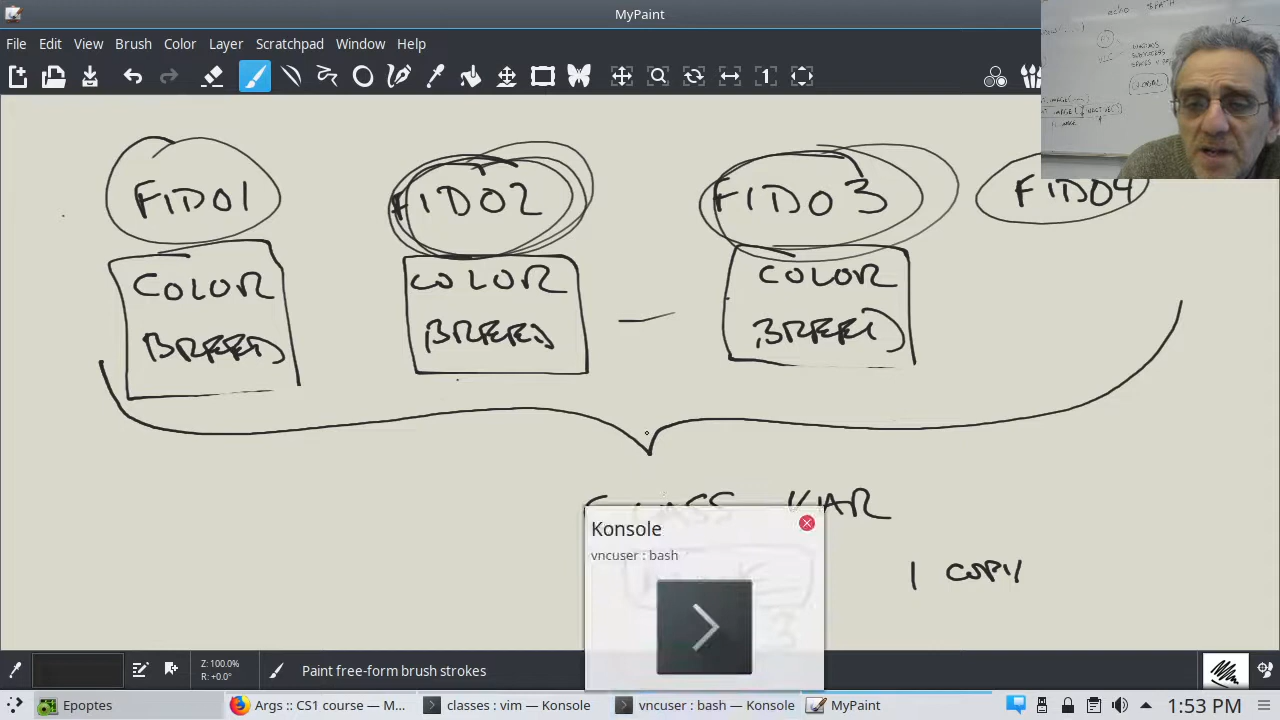 MyPaint
File Edit View Brush Color Layer Scratchpad Window Help
FIDO1 FIDO2 FIDO3 FIDO4
COLOR COLOR COLOR
BREED BREED BREED
CLASS VAR
1 COPY
Konsole
vncuser : bash
Z: 100.0%
R: +0.0°
Paint free-form brush strokes
Epoptes
Args :: CS1 course — M...
classes : vim — Konsole
vncuser : bash — Konsole
MyPaint
1:53 PM